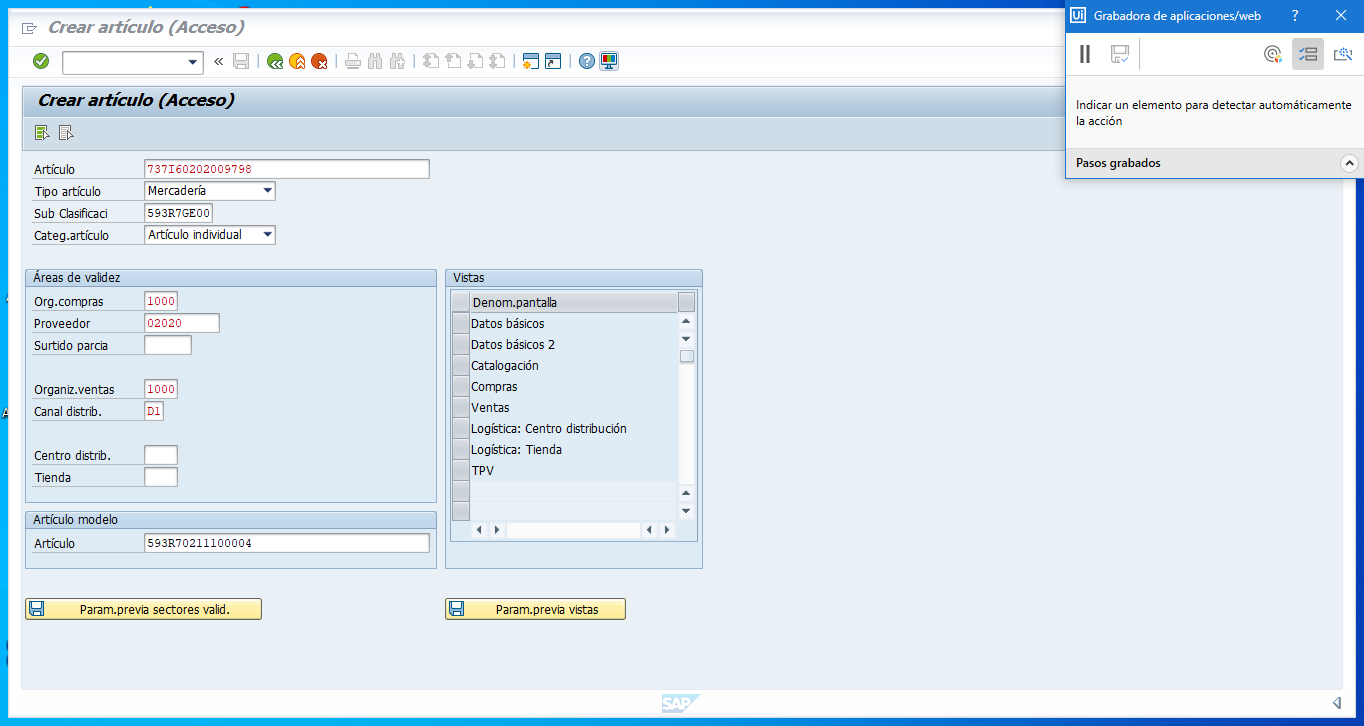 Crear artículo (Acceso)
Ui Grabadora de aplicaciones/web ?
Indicar un elemento para detectar automáticamente
la acción
Pasos grabados
Crear artículo (Acceso)
Artículo 737I60202009798
Tipo artículo Mercadería
Sub Clasificaci 593R7GE00
Categ.artículo Artículo individual
Áreas de validez
Org.compras 1000
Proveedor 02020
Surtido parcia
Organiz.ventas 1000
Canal distrib. D1
Centro distrib.
Tienda
Artículo modelo
Artículo 593R70211100004
Vistas
Denom.pantalla
Datos básicos
Datos básicos 2
Catalogación
Compras
Ventas
Logística: Centro distribución
Logística: Tienda
TPV
Param.previa sectores valid.
Param.previa vistas
SAP